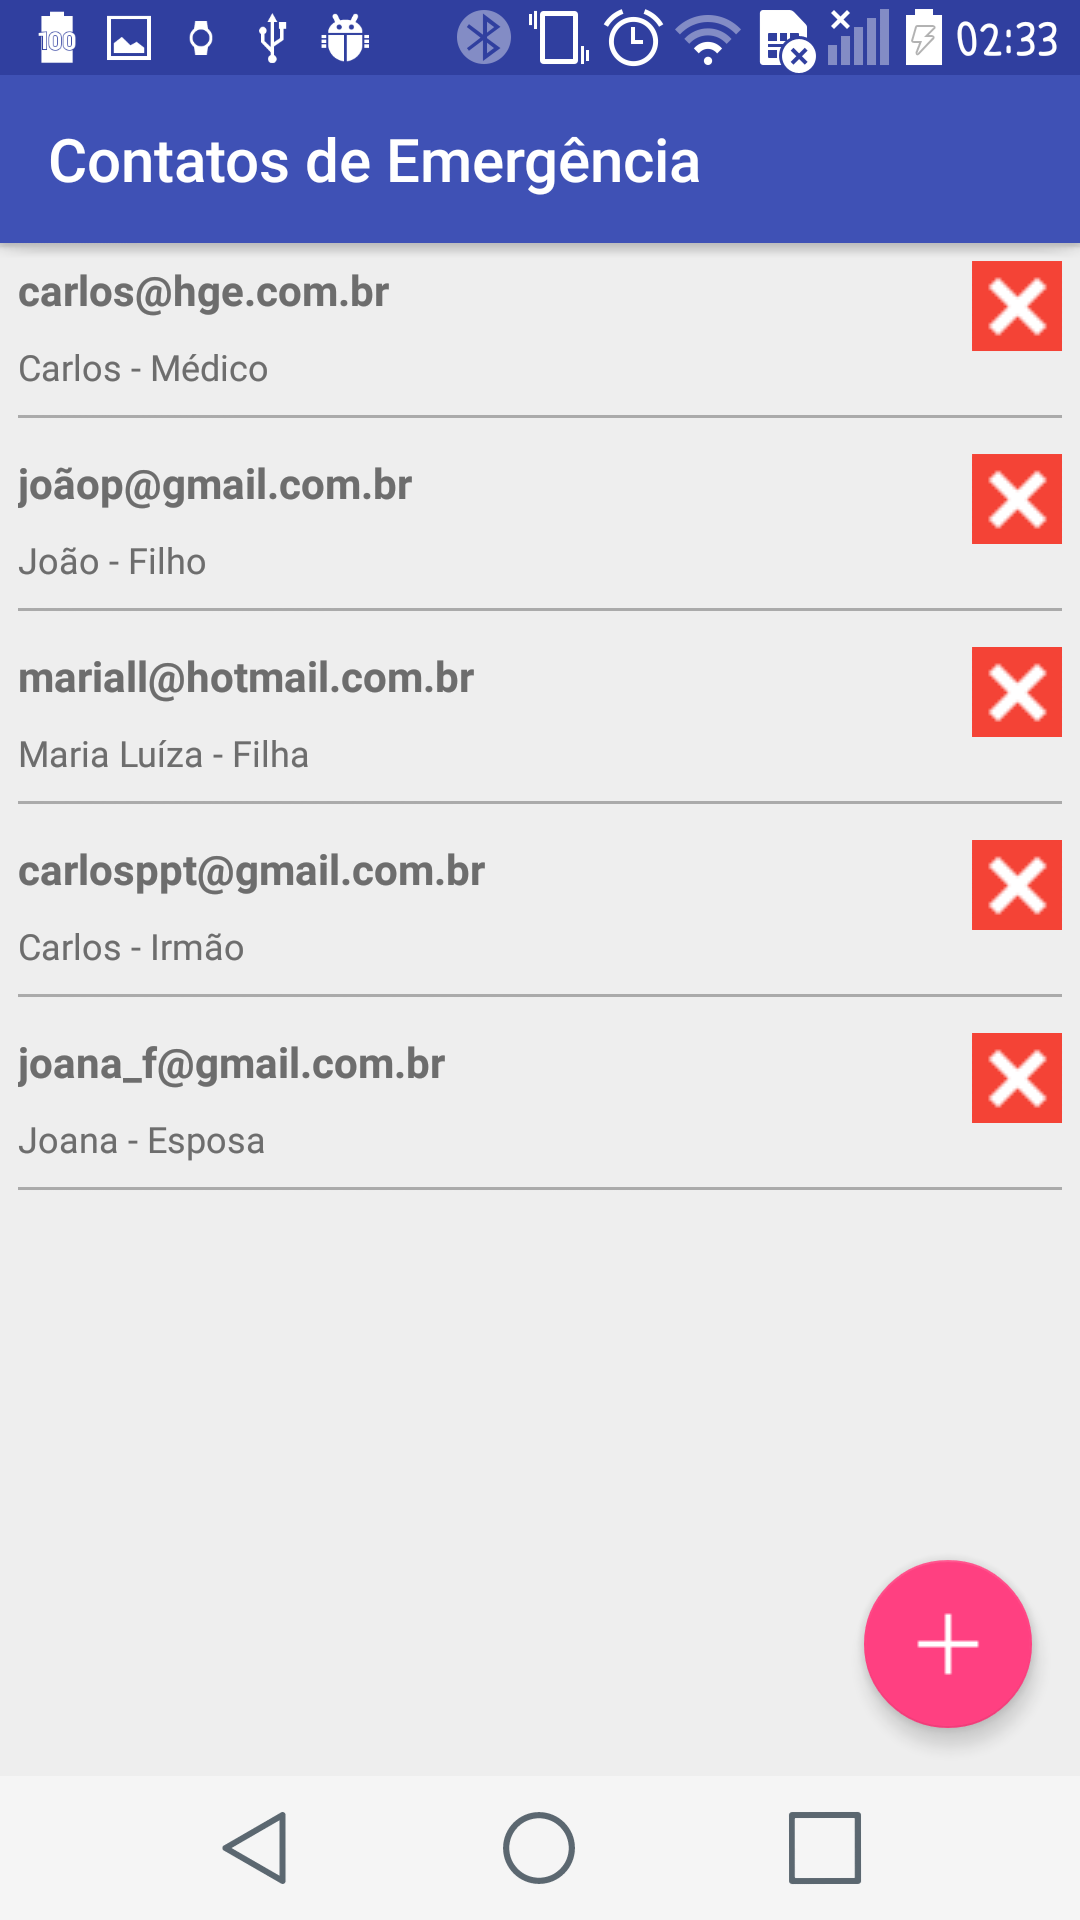 100
02:33
Contatos de Emergência
carlos@hge.com.br
Carlos - Médico
joãop@gmail.com.br
João - Filho
mariall@hotmail.com.br
Maria Luíza - Filha
carlosppt@gmail.com.br
Carlos - Irmão
joana_f@gmail.com.br
Joana - Esposa